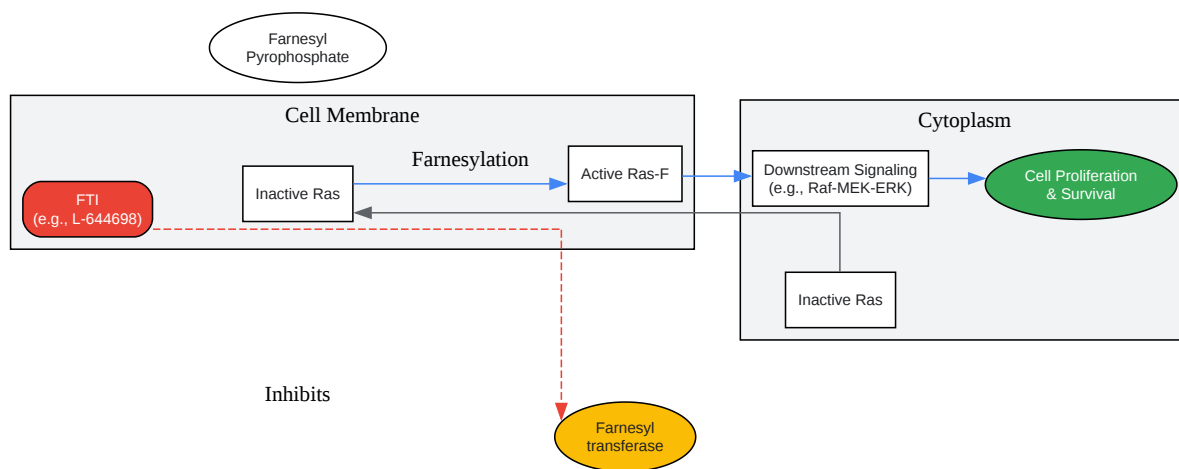 Farnesyl
Pyrophosphate
Cell Membrane
Cytoplasm
Farnesylation
Inactive Ras
Active Ras-F
Downstream Signaling
(e.g., Raf-MEK-ERK)
Cell Proliferation
& Survival
FTI
(e.g., L-644698)
Inactive Ras
Inhibits
Farnesyl
transferase